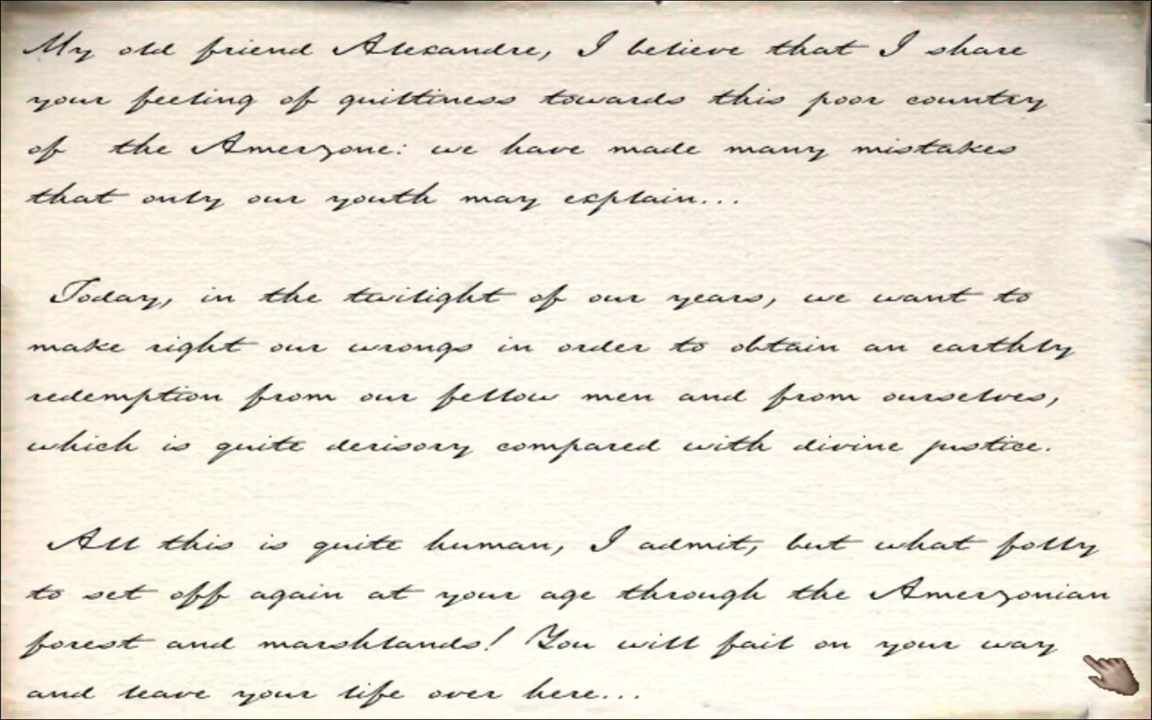 My old friend Alexandre, I believe that I share
your feeling of guiltiness towards this poor country
of the Amerzone: we have made many mistakes
that only our youth may explain...
Today, in the twilight of our years, we want to
make right our wrongs in order to obtain an earthly
redemption from our fellow men and from ourselves,
which is quite derisory compared with divine justice.
All this is quite human, I admit, but what folly
to set off again at your age through the Amerzonian
forest and marshlands! You will fail on your way
and leave your life over here...